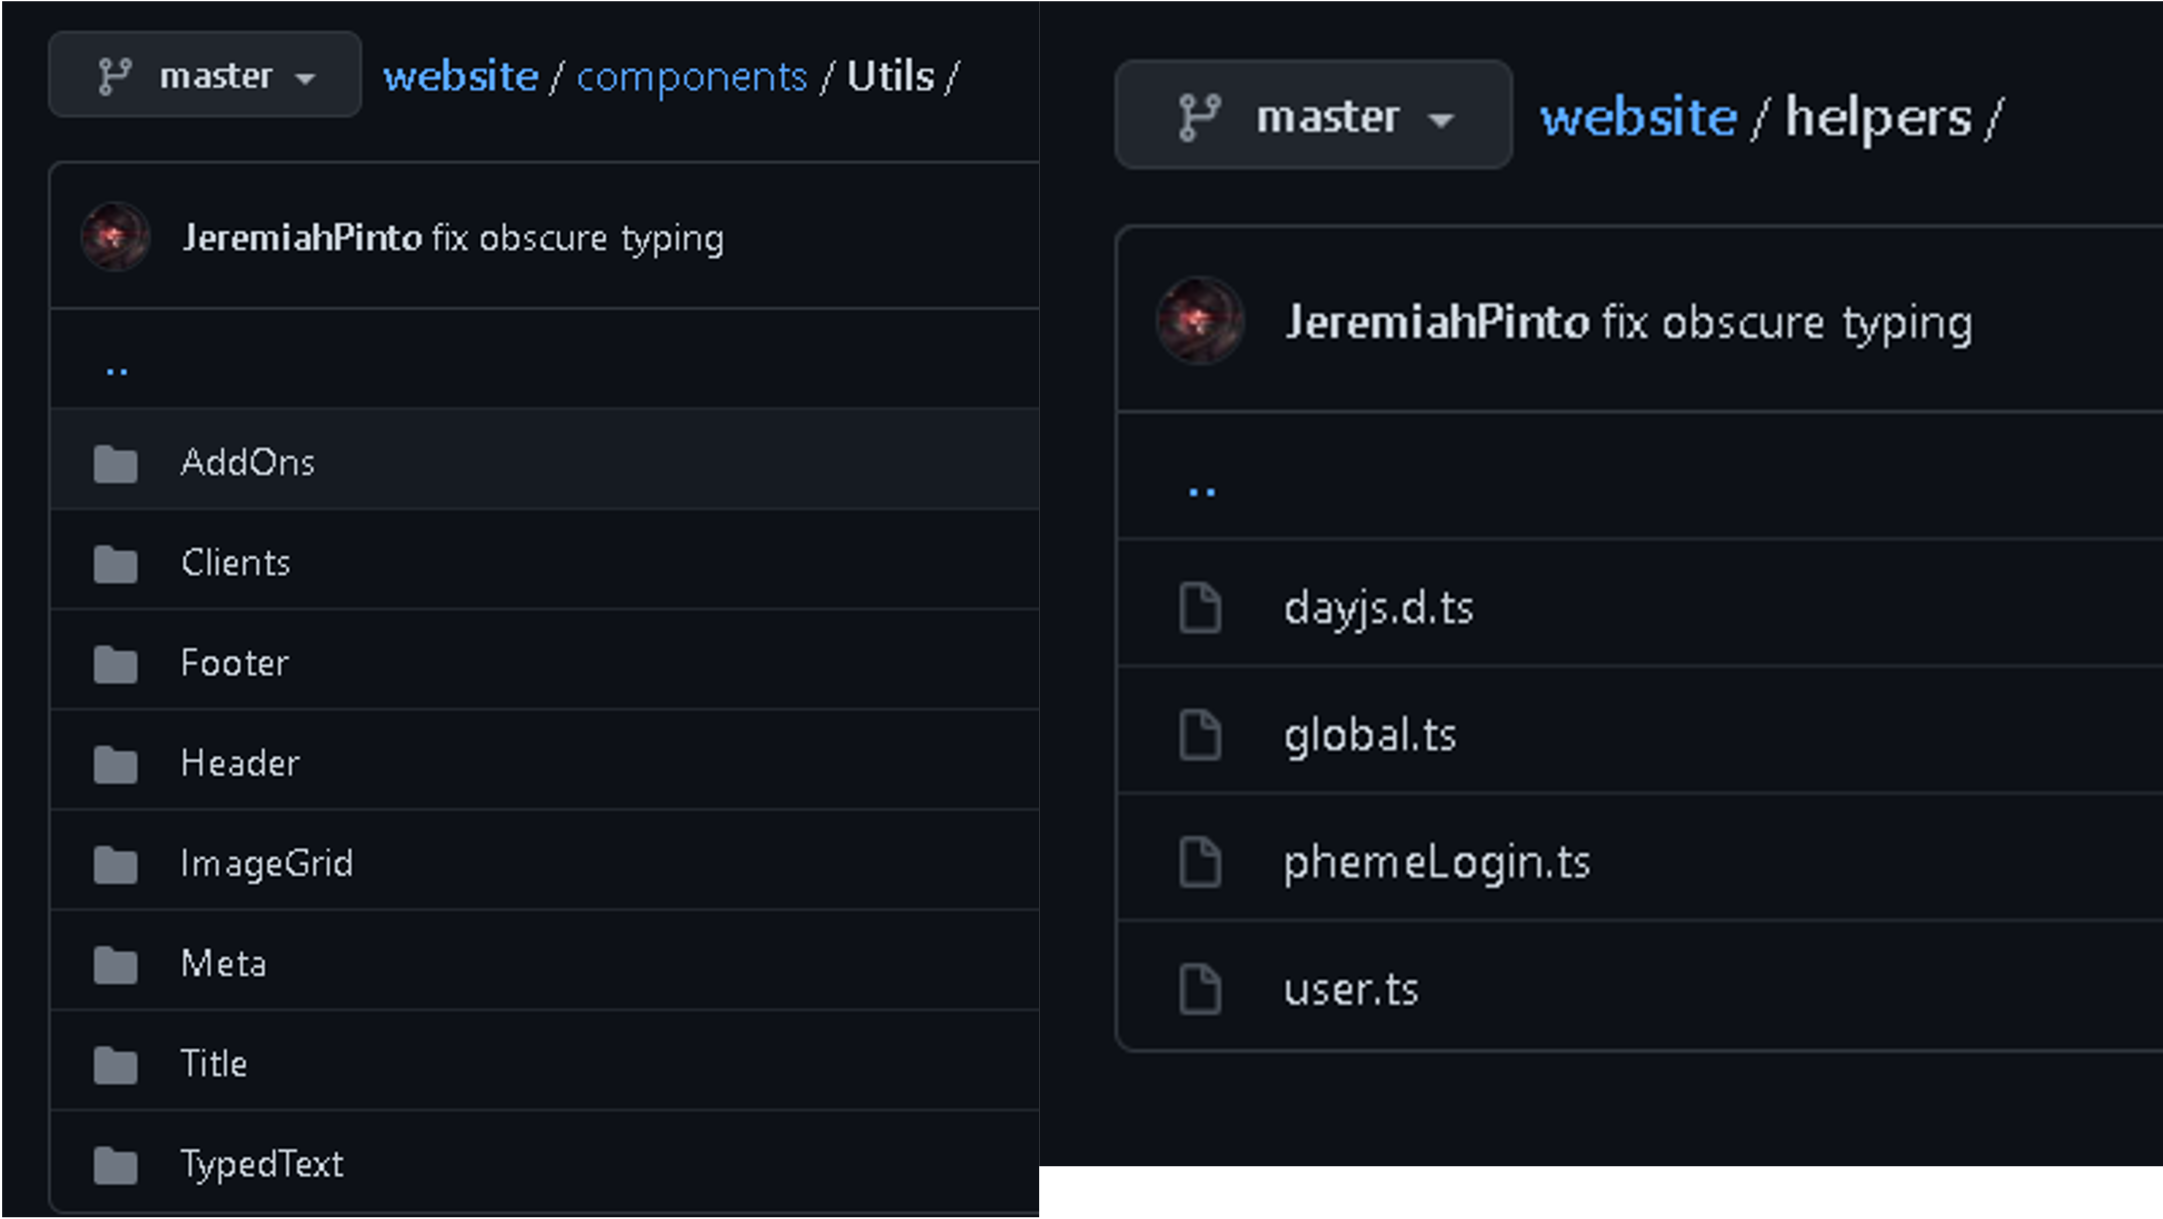 master website / components / Utils /
JeremiahPinto fix obscure typing
..
AddOns
Clients
Footer
Header
ImageGrid
Meta
Title
TypedText
master website / helpers /
JeremiahPinto fix obscure typing
..
dayjs.d.ts
global.ts
phemeLogin.ts
user.ts